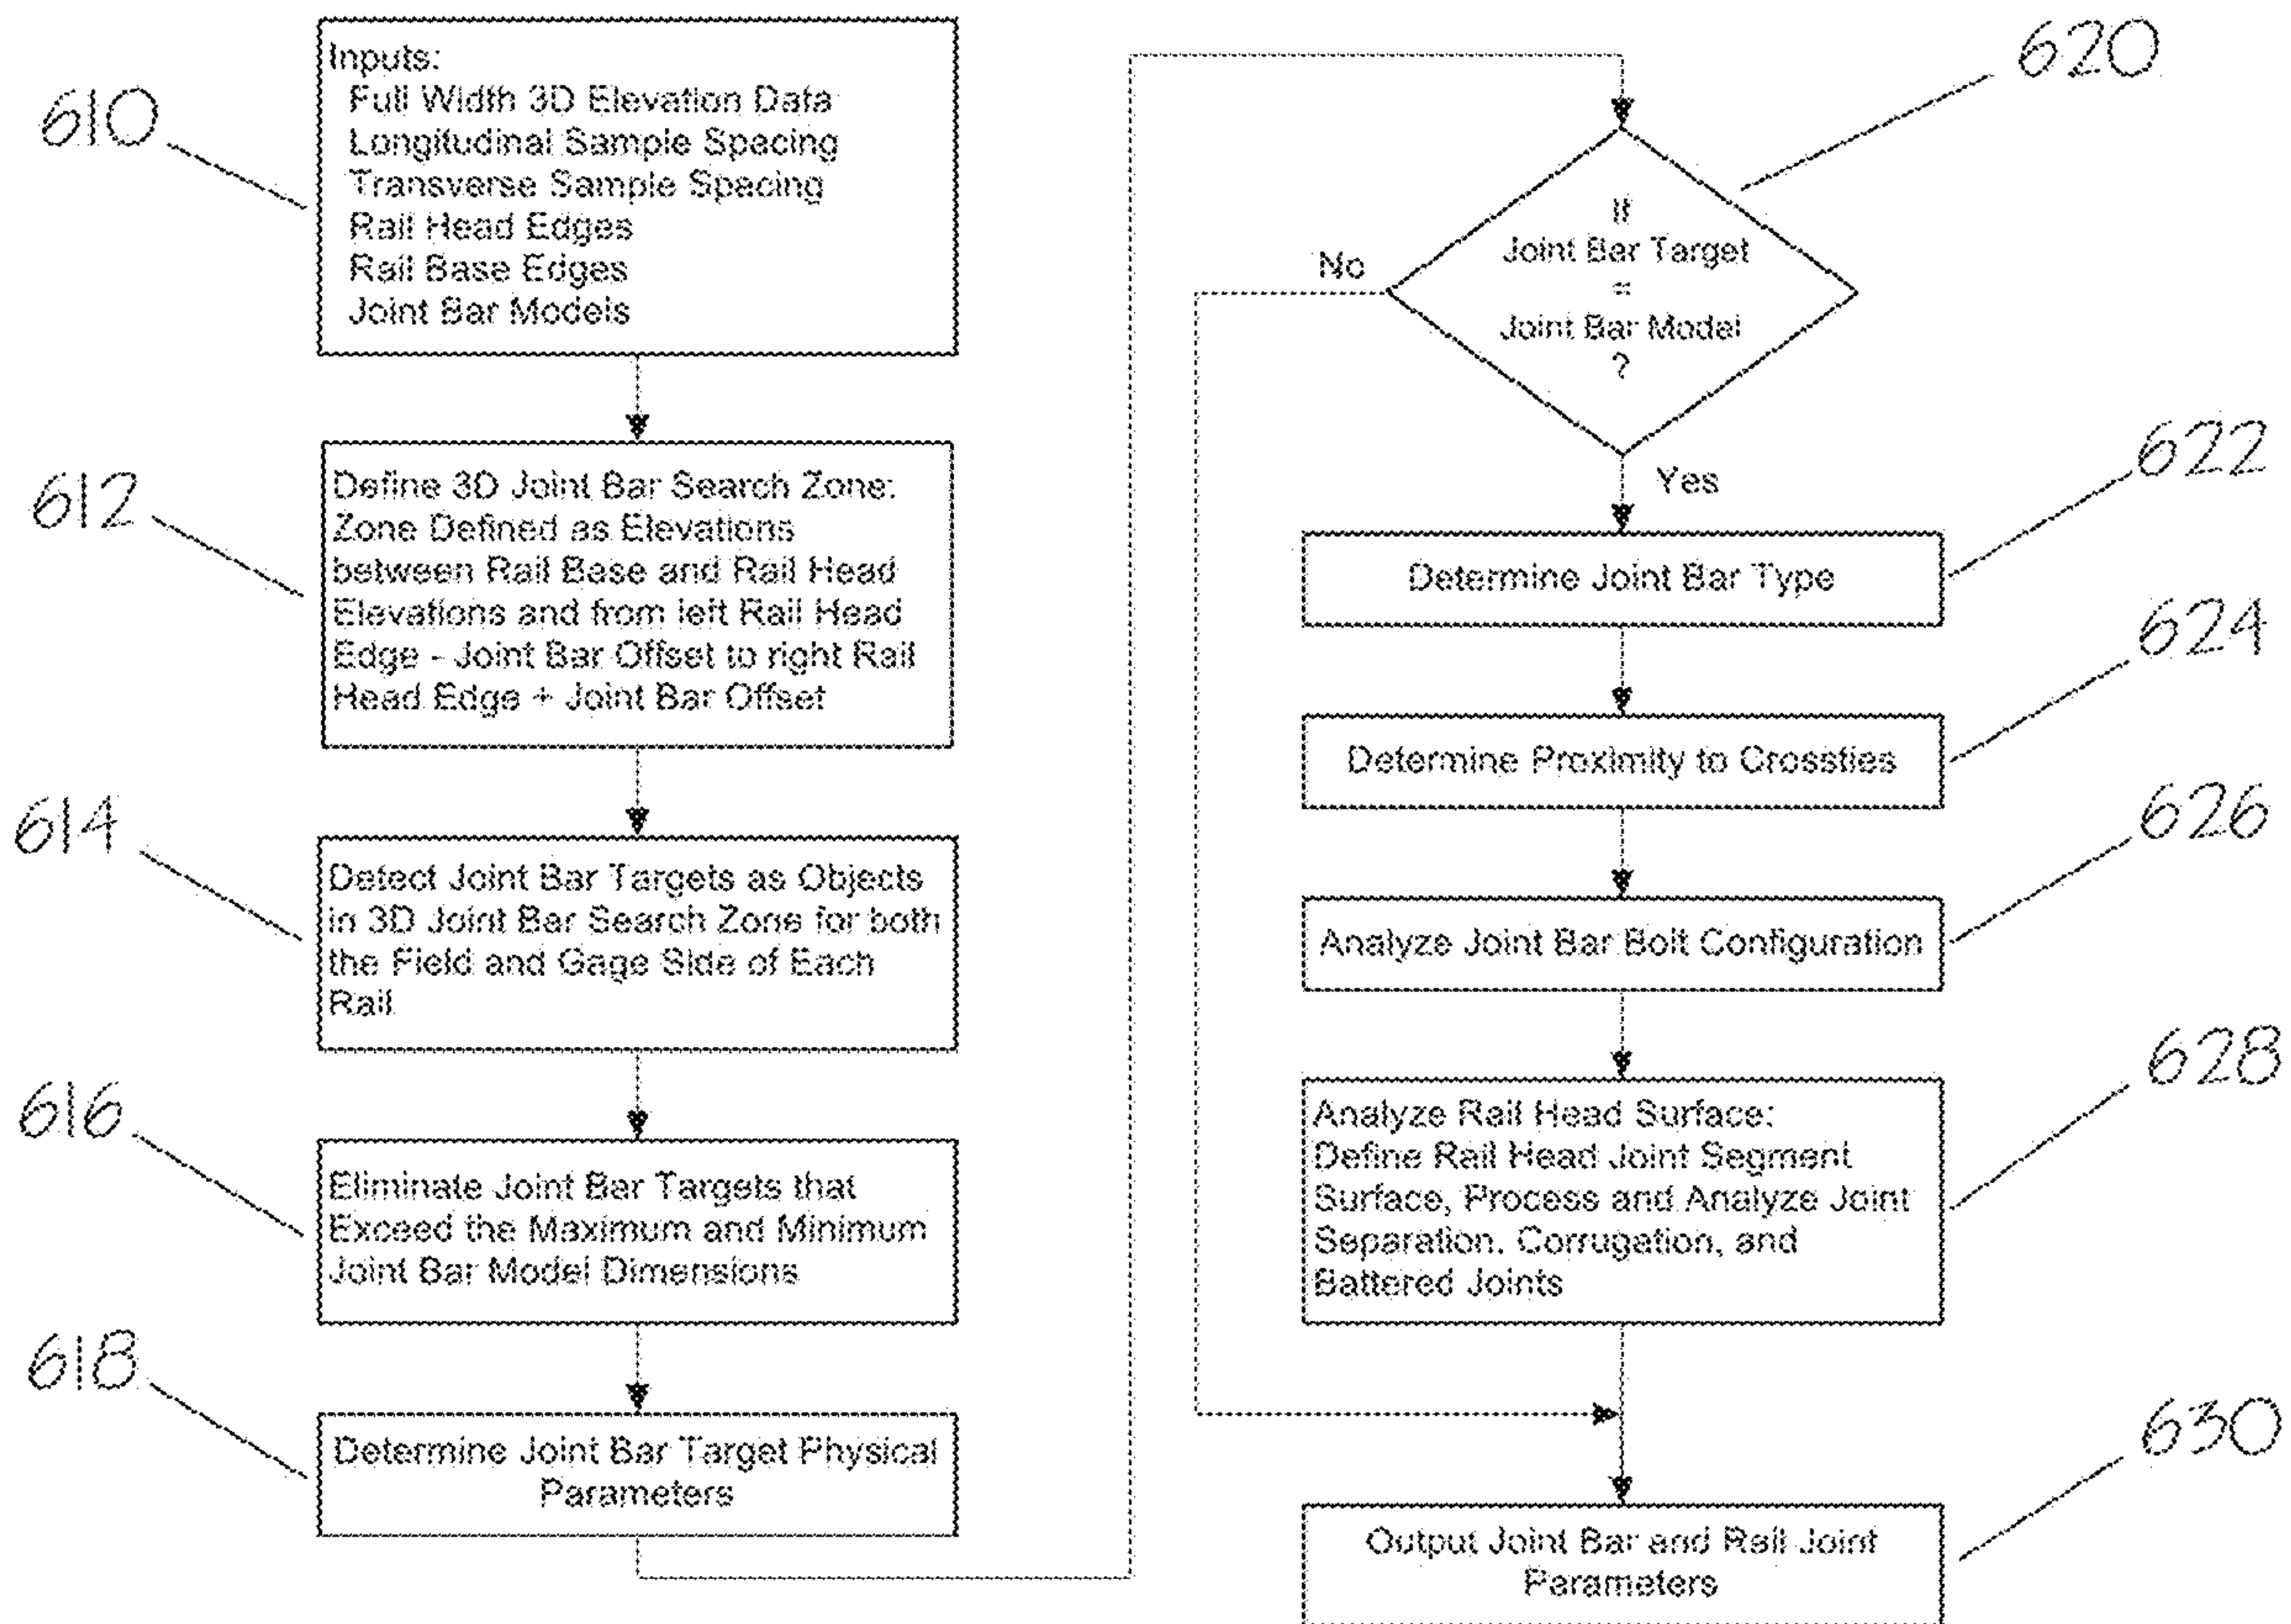 610
Inputs:
Full Width 3D Elevation Data
Longitudinal Sample Spacing
Transverse Sample Spacing
Rail Head Edges
Rail Base Edges
Joint Bar Models
612
Define 3D Joint Bar Search Zone:
Zone Defined as Elevations
between Rail Base and Rail Head
Elevations and from left Rail Head
Edge - Joint Bar Offset to right Rail
Head Edge + Joint Bar Offset
614
Detect Joint Bar Targets as Objects
in 3D Joint Bar Search Zone for both
the Field and Gage Side of Each
Rail
616
Eliminate Joint Bar Targets that
Exceed the Maximum and Minimum
Joint Bar Model Dimensions
618
Determine Joint Bar Target Physical
Parameters
620
If
Joint Bar Target
=
Joint Bar Model
?
No
Yes
622
Determine Joint Bar Type
624
Determine Proximity to Crossties
626
Analyze Joint Bar Bolt Configuration
628
Analyze Rail Head Surface:
Define Rail Head Joint Segment
Surface, Process and Analyze Joint
Separation. Corrugation, and
Battered Joints
630
Output Joint Bar and Rail Joint
Parameters